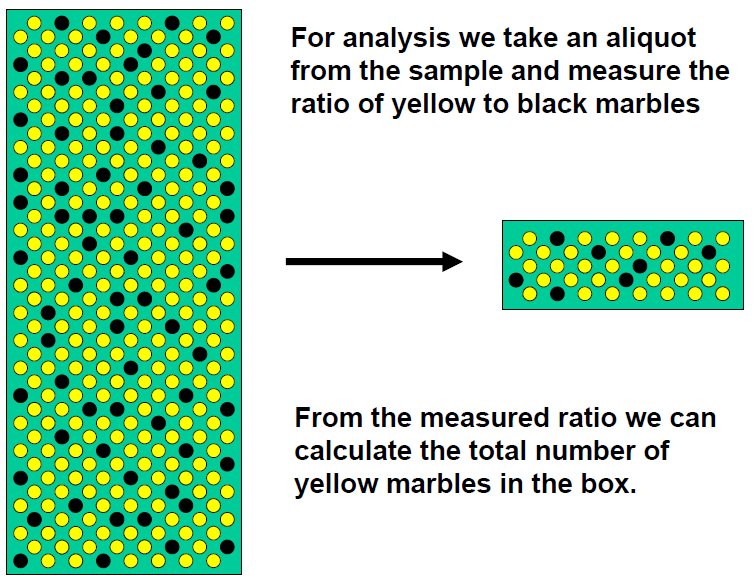 For analysis we take an aliquot
from the sample and measure the
ratio of yellow to black marbles
From the measured ratio we can
calculate the total number of
yellow marbles in the box.